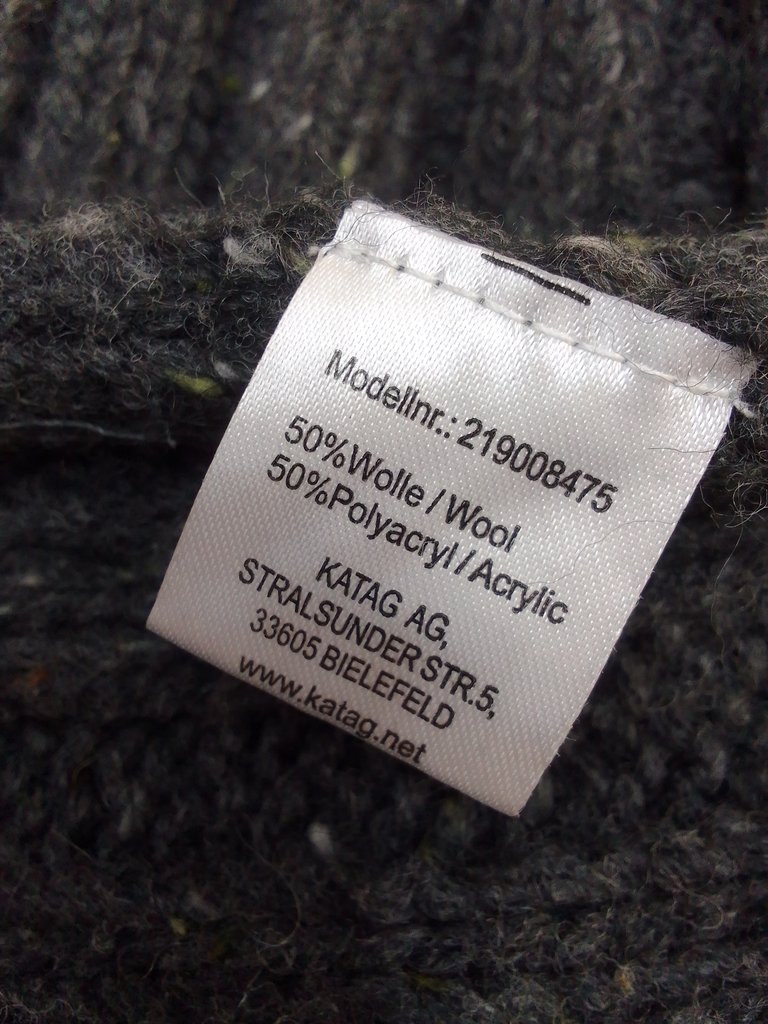 Modellnr.: 219008475
50%Wolle / Wool
50%Polyacryl / Acrylic
KATAG AG,
STRALSUNDER STR.5,
33605 BIELEFELD
www.katag.net